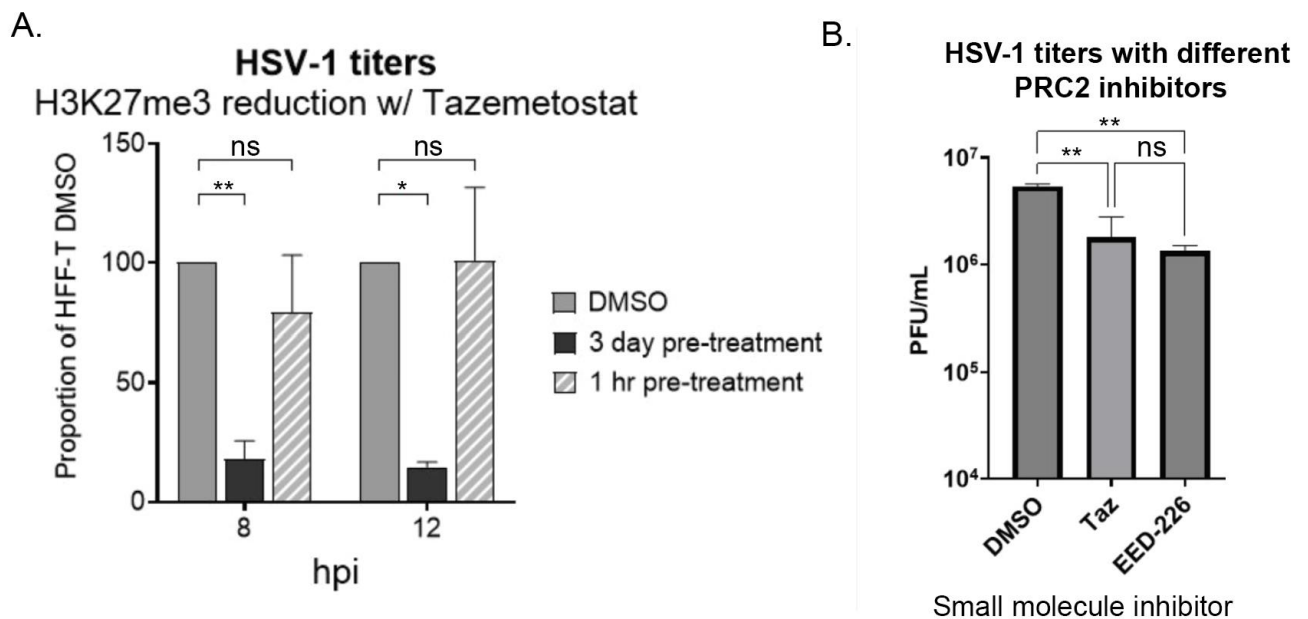 A.
HSV-1 titers
H3K27me3 reduction w/ Tazemetostat
Proportion of HFF-T DMSO
150
100
50
0
ns
**
ns
*
8
12
hpi
DMSO
3 day pre-treatment
1 hr pre-treatment
B.
HSV-1 titers with different
PRC2 inhibitors
**
**
ns
PFU/mL
10⁷
10⁶
10⁵
10⁴
DMSO
Taz
EED-226
Small molecule inhibitor